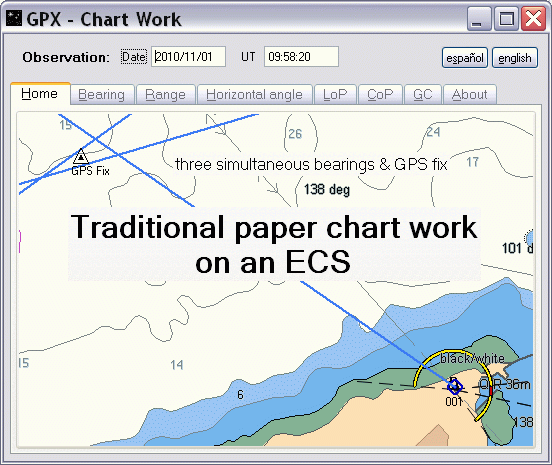 GPX - Chart Work
Observation: Date 2010/11/01 UT 09:58:20 español english
Home Bearing Range Horizontal angle LoP CoP GC About
15
26
24
GPS Fix
three simultaneous bearings & GPS fix
17
138 deg
Traditional paper chart work
on an ECS
101 d
15
14
black/white
6
36m
001
138